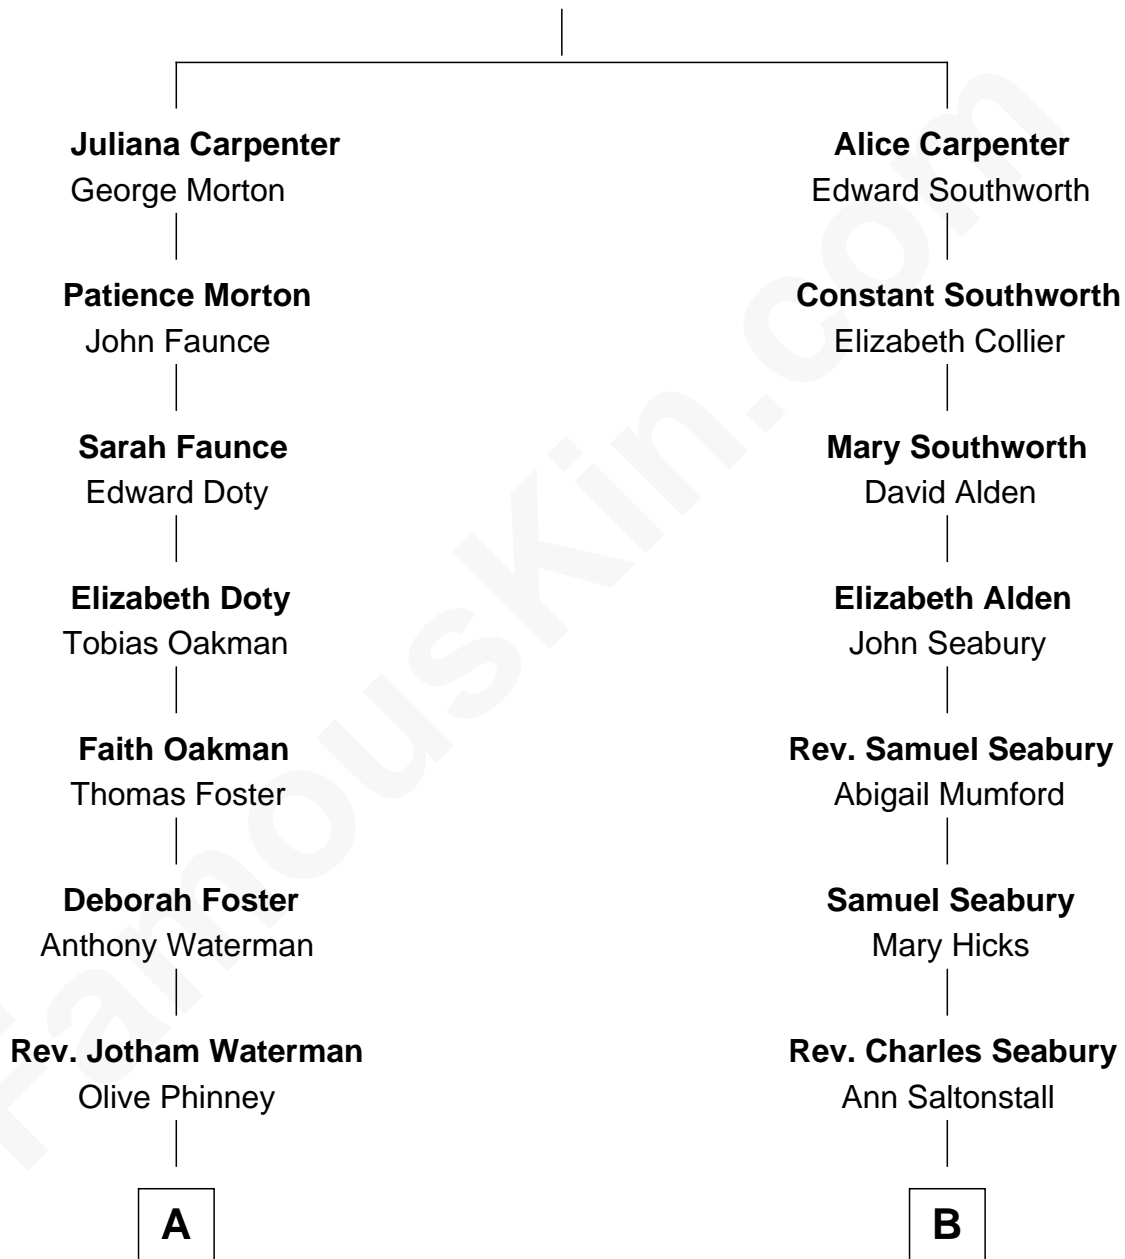 Juliana Carpenter
George Morton
Alice Carpenter
Edward Southworth
Patience Morton
John Faunce
Constant Southworth
Elizabeth Collier
Sarah Faunce
Edward Doty
Mary Southworth
David Alden
Elizabeth Doty
Tobias Oakman
Elizabeth Alden
John Seabury
Faith Oakman
Thomas Foster
Rev. Samuel Seabury
Abigail Mumford
Deborah Foster
Anthony Waterman
Samuel Seabury
Mary Hicks
Rev. Jotham Waterman
Olive Phinney
Rev. Charles Seabury
Ann Saltonstall
A
B
FamousKin.com